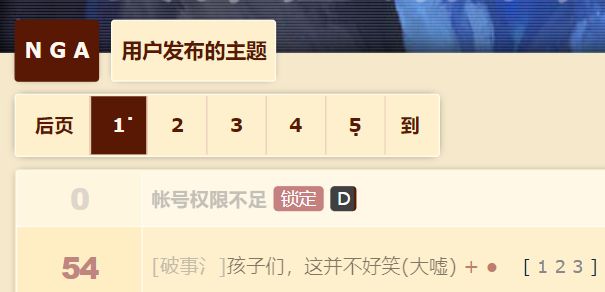 NGA 用户发布的主题
后页 1 2 3 4 5 到
0 帐号权限不足 锁定 D
54 [破事氵]孩子们，这并不好笑(大嘘) + ● [ 1 2 3 ]